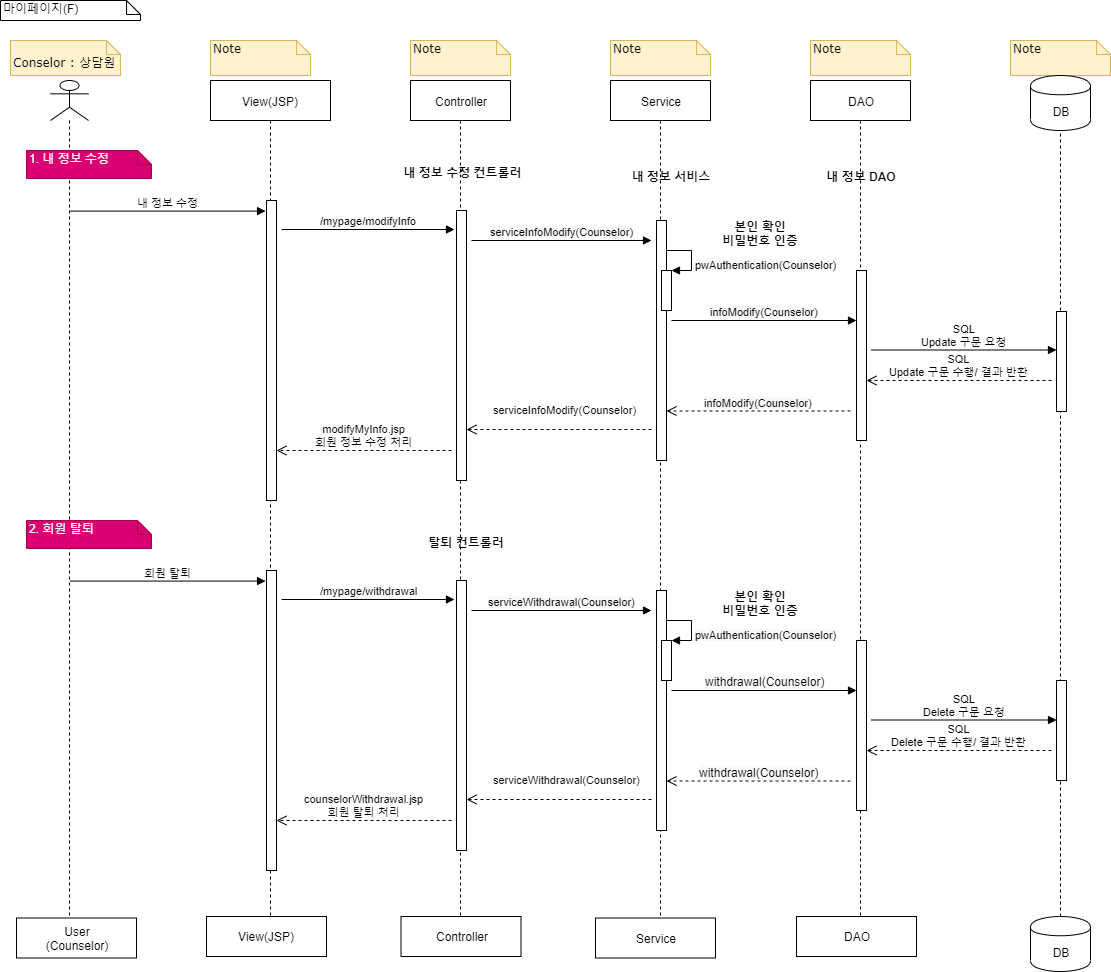 마이페이지(F)
Conselor : 상담원
Note
Note
Note
Note
Note
View(JSP)
Controller
Service
DAO
DB
1. 내 정보 수정
내 정보 수정 컨트롤러
내 정보 서비스
내 정보 DAO
내 정보 수정
/mypage/modifyInfo
serviceInfoModify(Counselor)
본인 확인
비밀번호 인증
pwAuthentication(Counselor)
infoModify(Counselor)
SQL
Update 구문 요청
SQL
Update 구문 수행/ 결과 반환
infoModify(Counselor)
serviceInfoModify(Counselor)
modifyMyInfo.jsp
회원 정보 수정 처리
2. 회원 탈퇴
탈퇴 컨트롤러
회원 탈퇴
/mypage/withdrawal
serviceWithdrawal(Counselor)
본인 확인
비밀번호 인증
pwAuthentication(Counselor)
withdrawal(Counselor)
SQL
Delete 구문 요청
SQL
Delete 구문 수행/ 결과 반환
withdrawal(Counselor)
serviceWithdrawal(Counselor)
counselorWithdrawal.jsp
회원 탈퇴 처리
User
(Counselor)
View(JSP)
Controller
Service
DAO
DB